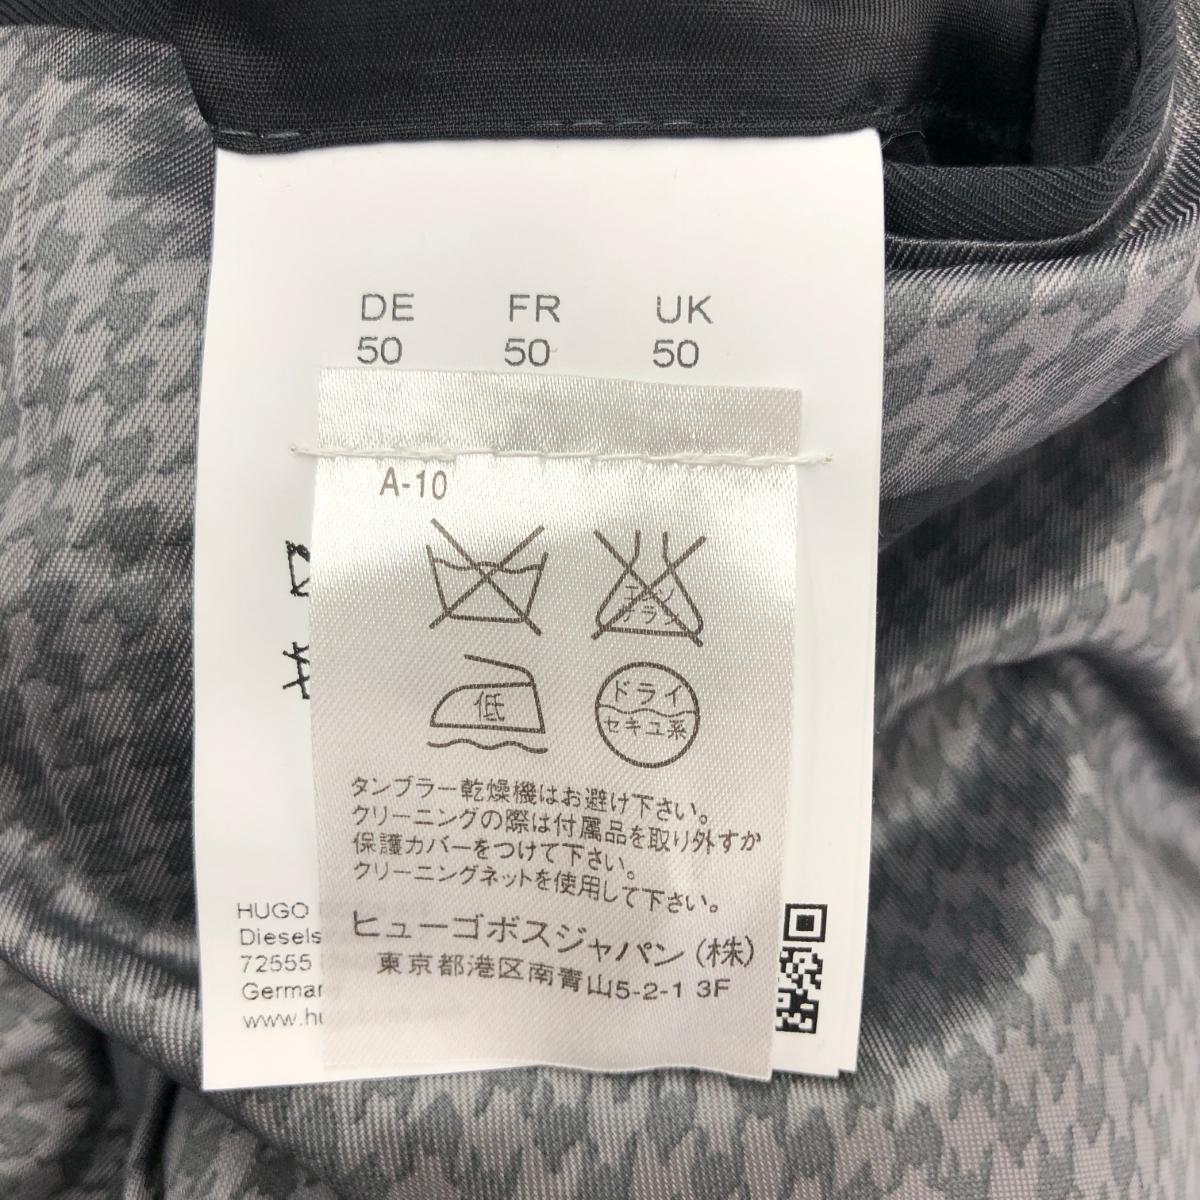 DE FR UK
50 50 50
A-10
エンソ
サラシ
低
ドライ
セキユ系
タンブラー乾燥機はお避け下さい。
クリーニングの際は付属品を取り外すか
保護カバーをつけて下さい。
クリーニングネットを使用して下さい。
ヒューゴボスジャパン(株)
東京都港区南青山5-2-1 3F
HUGO
Diesels
72555
Germar
www.hu